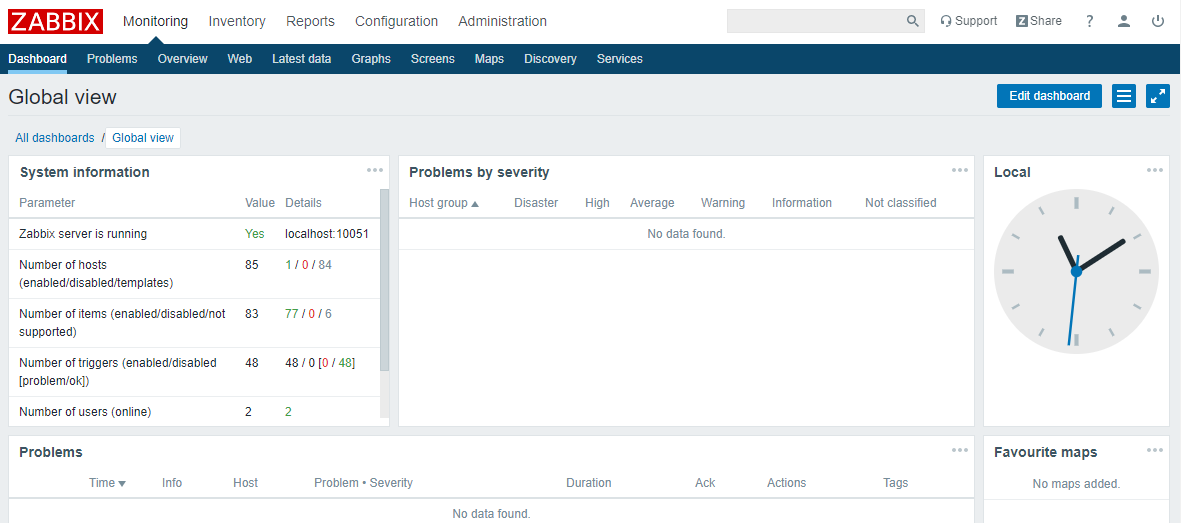 ZABBIX Monitoring Inventory Reports Configuration Administration Support Z Share ?
Dashboard Problems Overview Web Latest data Graphs Screens Maps Discovery Services
Global view Edit dashboard
All dashboards / Global view
System information
Parameter Value Details
Zabbix server is running Yes localhost:10051
Number of hosts 85 1 / 0 / 84
(enabled/disabled/templates)
Number of items (enabled/disabled/not 83 77 / 0 / 6
supported)
Number of triggers (enabled/disabled 48 48 / 0 [0 / 48]
[problem/ok])
Number of users (online) 2 2
Problems by severity
Host group Disaster High Average Warning Information Not classified
No data found.
Local
Problems
Time Info Host Problem • Severity Duration Ack Actions Tags
No data found.
Favourite maps
No maps added.